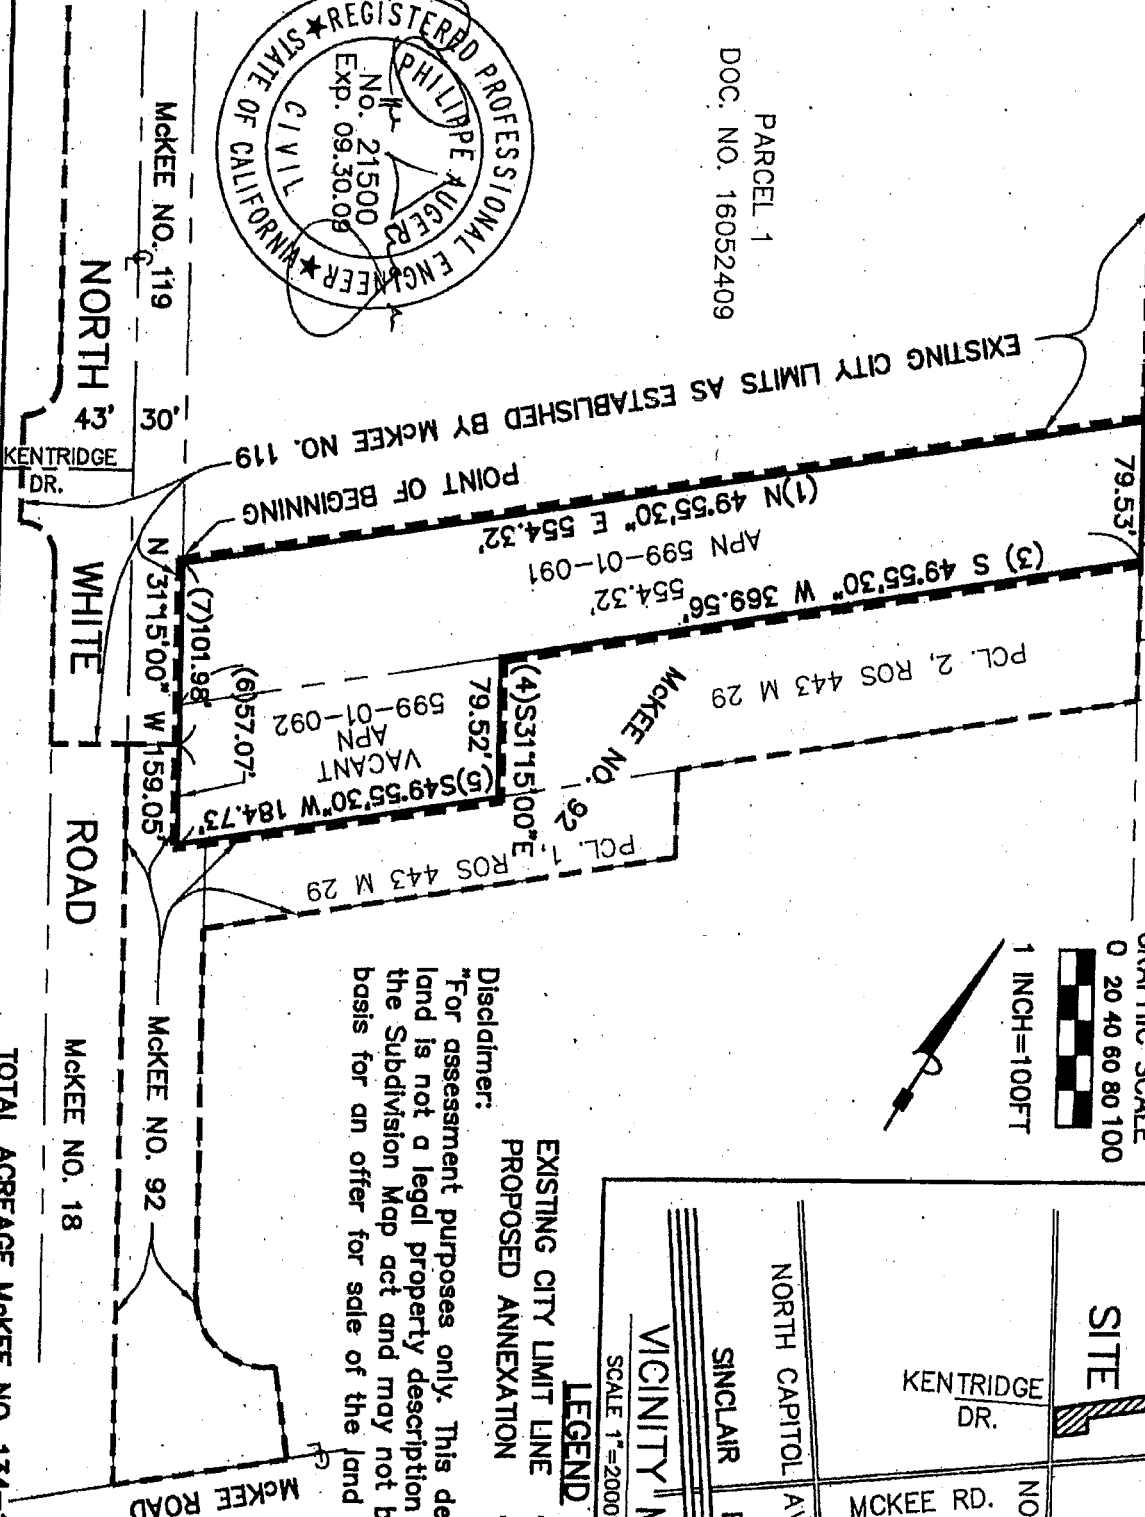 PARCEL 1
DOC. NO. 16052409
REGISTERED PROFESSIONAL ENGINEER
STATE OF CALIFORNIA
PHILIPPE AUGER
No. 21500
Exp. 09.30.09
CIVIL
McKEE NO. 119
NORTH
43' 30'
KENTRIDGE
DR.
WHITE
ROAD
EXISTING CITY LIMITS AS ESTABLISHED BY McKEE NO. 119
POINT OF BEGINNING
(1)N 49°55'30" E 554.32'
APN 599-01-091
554.32'
79.53'
(3) S 49°55'30" W 369.56'
PCL. 2, ROS 443 M 29
McKEE NO. 92
(4)S31°15'00"E
79.52'
(5)S49°55'30"W 184.73'
VACANT
APN
599-01-092
(6)57.07'
(7)101.98'
N 31°15'00" W 159.05'
PCL. 1, ROS 443 M 29
McKEE NO. 92
McKEE NO. 18
McKEE ROAD
TOTAL ACREAGE McKEE NO.
GRAPHIC SCALE
0 20 40 60 80 100
1 INCH=100FT
Disclaimer:
"For assessment purposes only. This de
land is not a legal property description
the Subdivision Map act and may not b
basis for an offer for sale of the land
LEGEND
EXISTING CITY LIMIT LINE
PROPOSED ANNEXATION
SITE
KENTRIDGE
DR.
NORTH CAPITOL AV
SINCLAIR
MCKEE RD.
NO
VICINITY M
SCALE 1"=2000